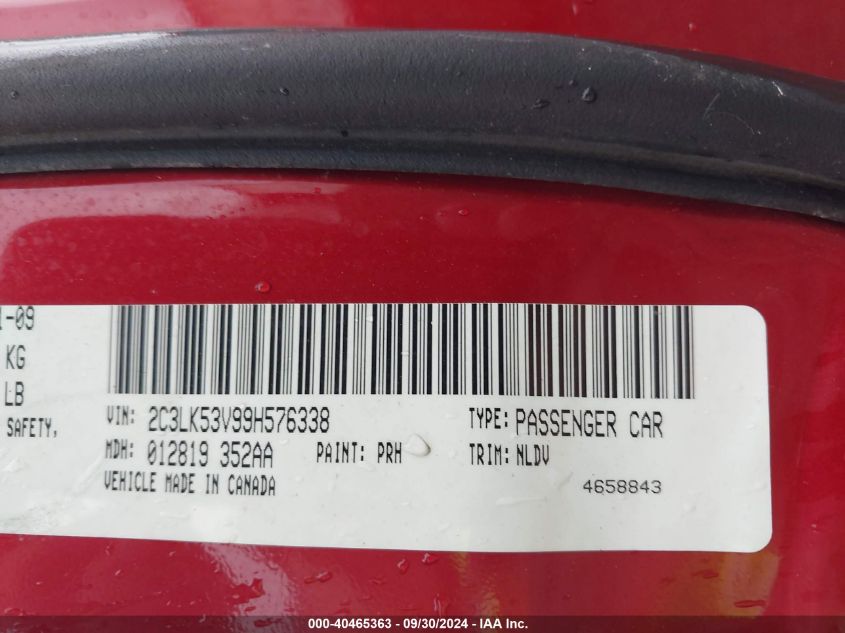 1-09
KG
LB
SAFETY,
VIN: 2C3LK53V99H576338
TYPE: PASSENGER CAR
MDH: 012819 352AA
PAINT: PRH
TRIM: NLDV
VEHICLE MADE IN CANADA
4658843
000-40465363 - 09/30/2024 - IAA Inc.